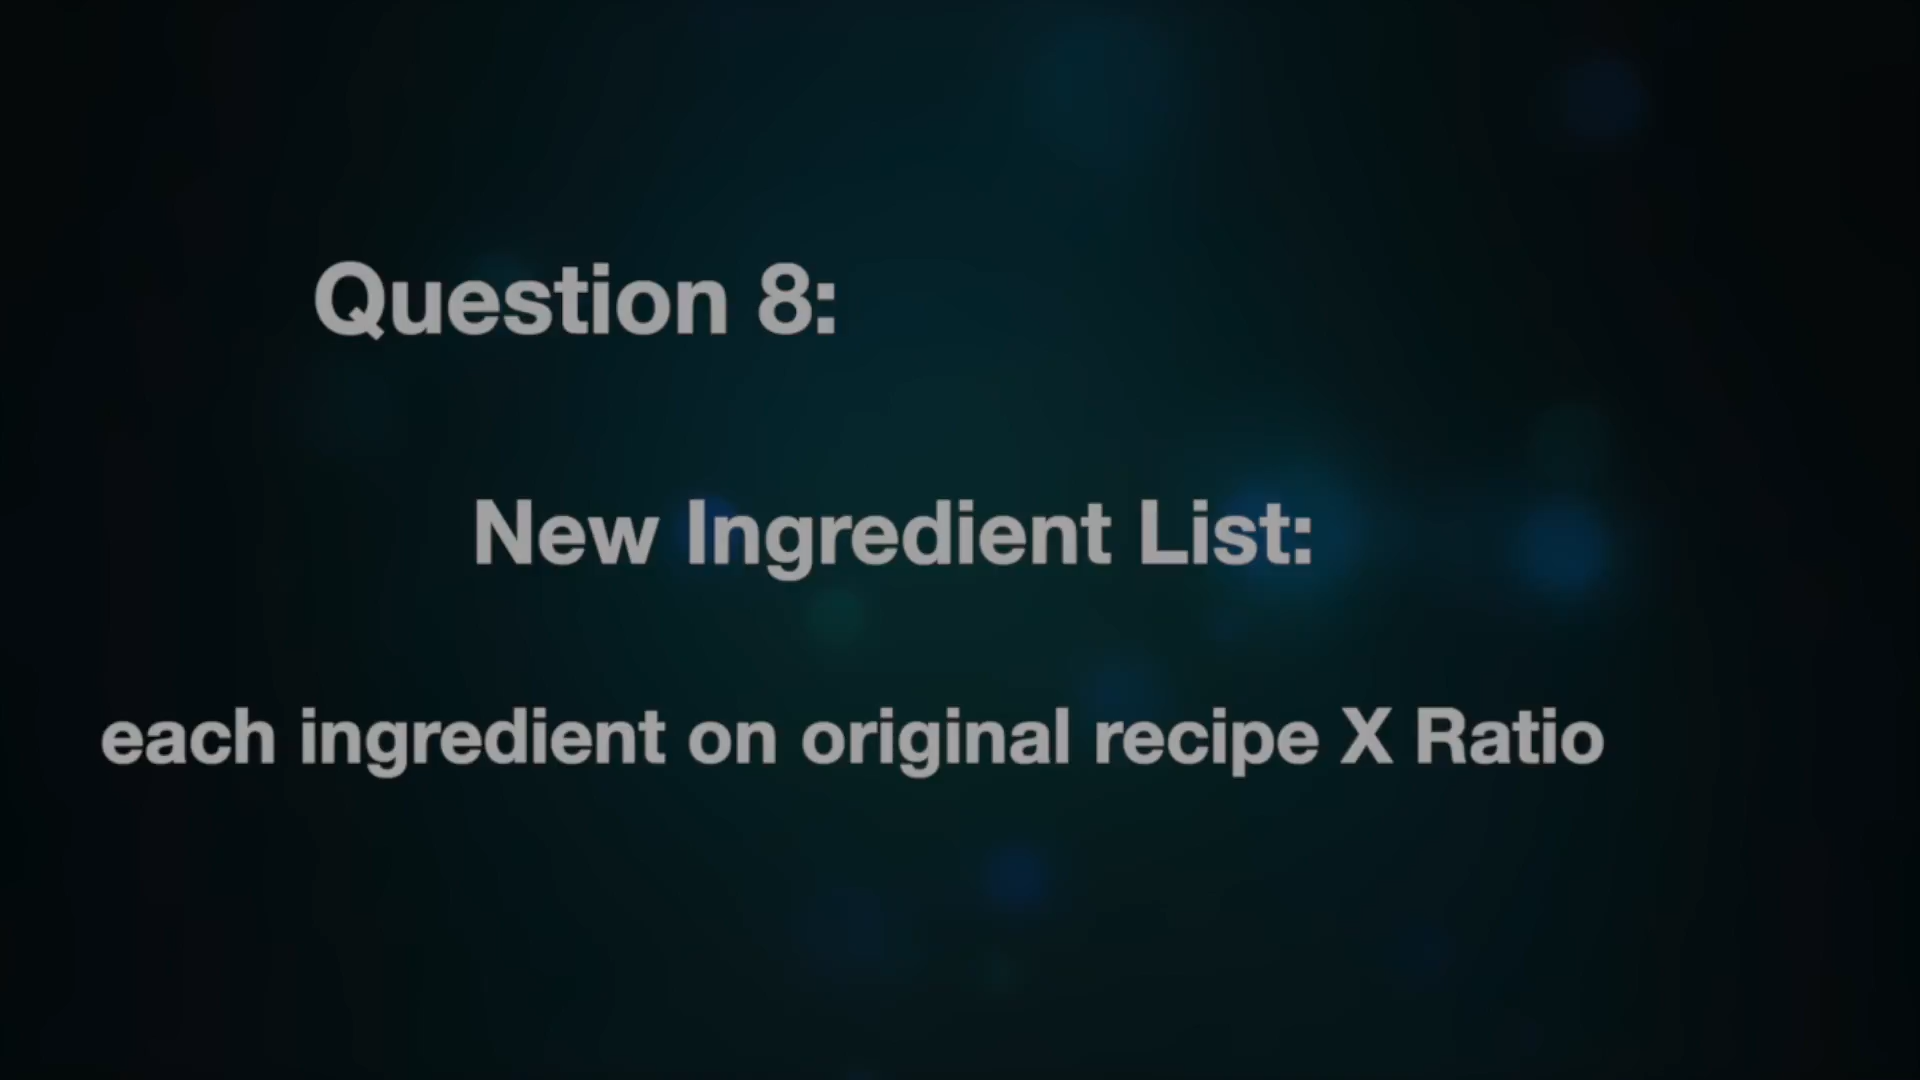 Question 8:
New Ingredient List:
each ingredient on original recipe X Ratio